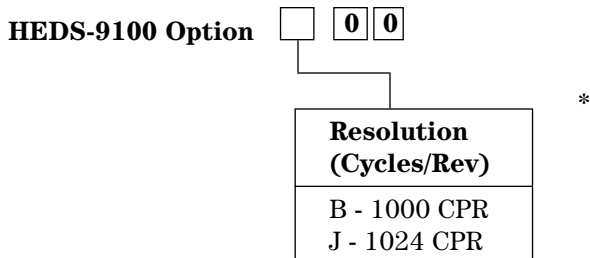 HEDS-9100 Option 0 0
*
Resolution
(Cycles/Rev)
B - 1000 CPR
J - 1024 CPR